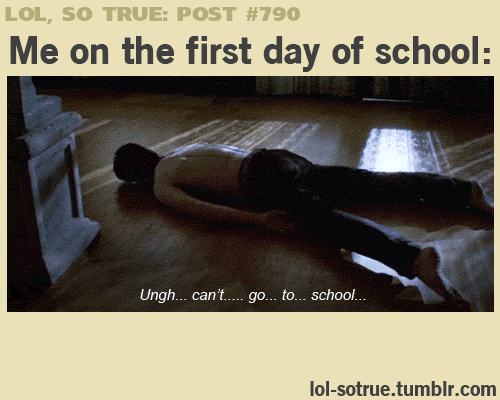 LOL, SO TRUE: POST #790
Me on the first day of school:
Ungh... can't..... go... to... school...
lol-sotrue.tumblr.com